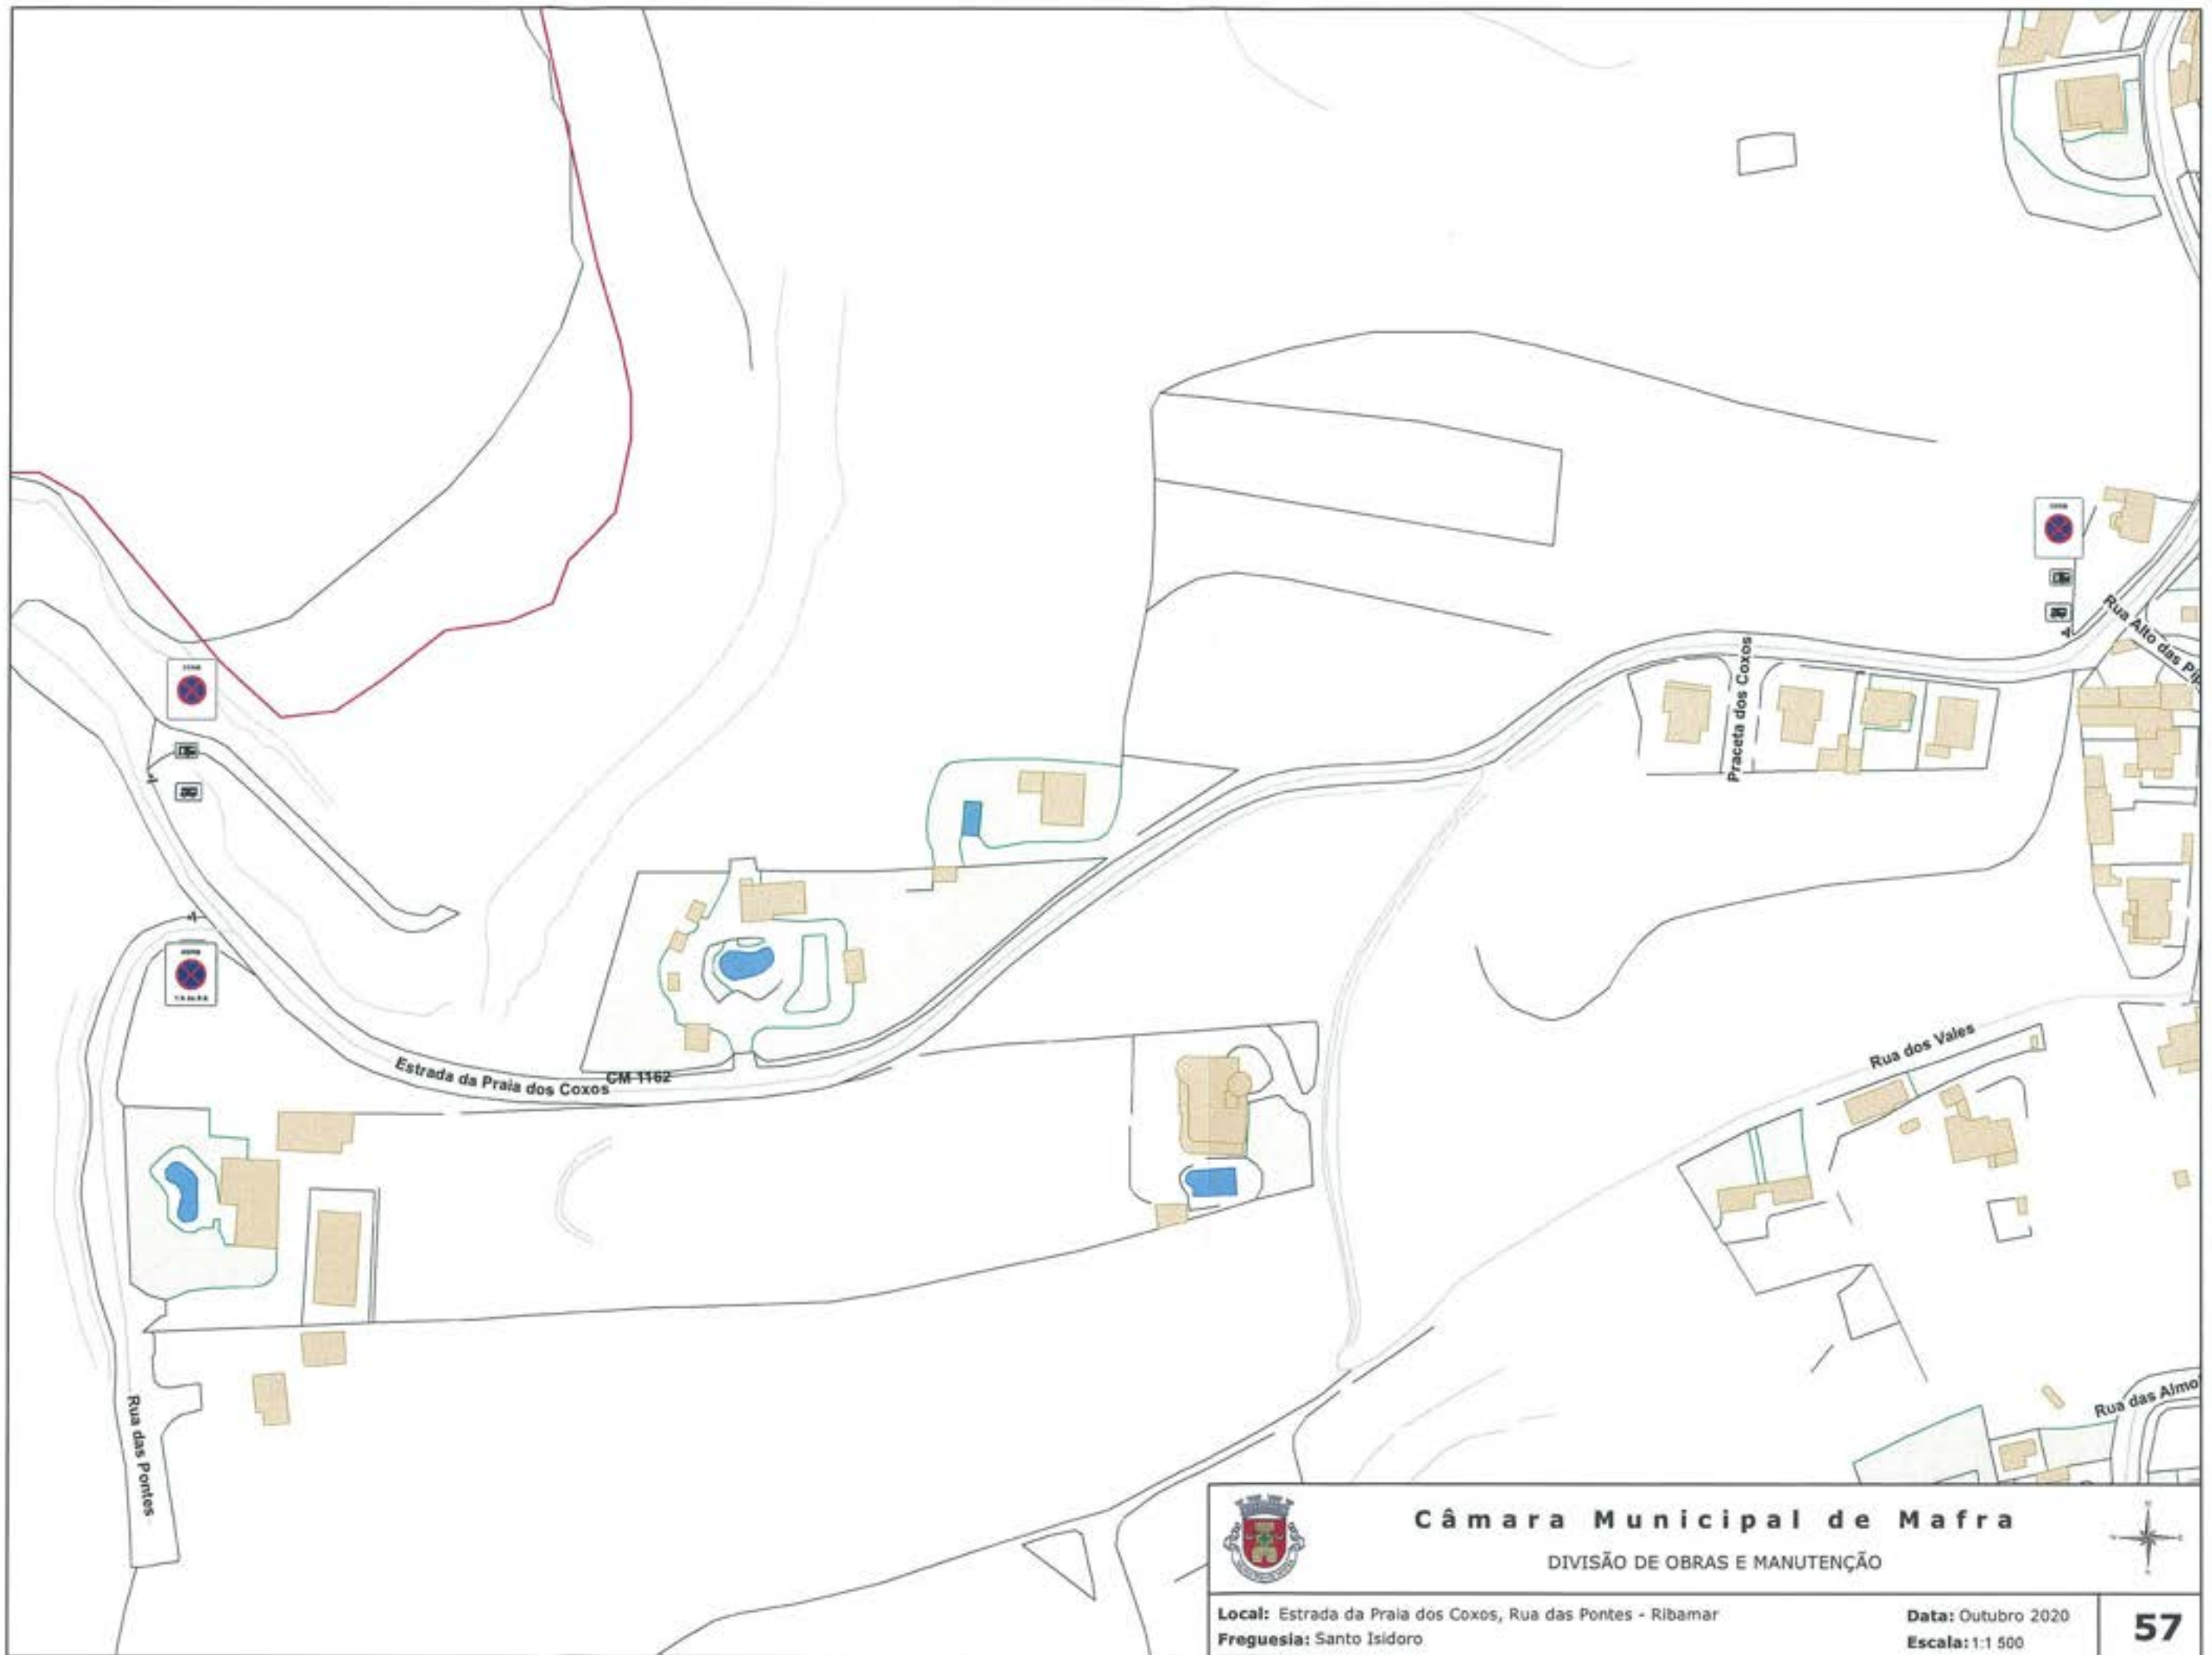 Rua Alto das Pip
Praceta dos Coxos
Estrada da Praia dos Coxos
CM 1162
Rua dos Vales
Rua das Pontes
Rua das Almo
Câmara Municipal de Mafra
DIVISÃO DE OBRAS E MANUTENÇÃO
Local: Estrada da Praia dos Coxos, Rua das Pontes - Ribamar
Data: Outubro 2020
Freguesia: Santo Isidoro
Escala: 1:1 500
57